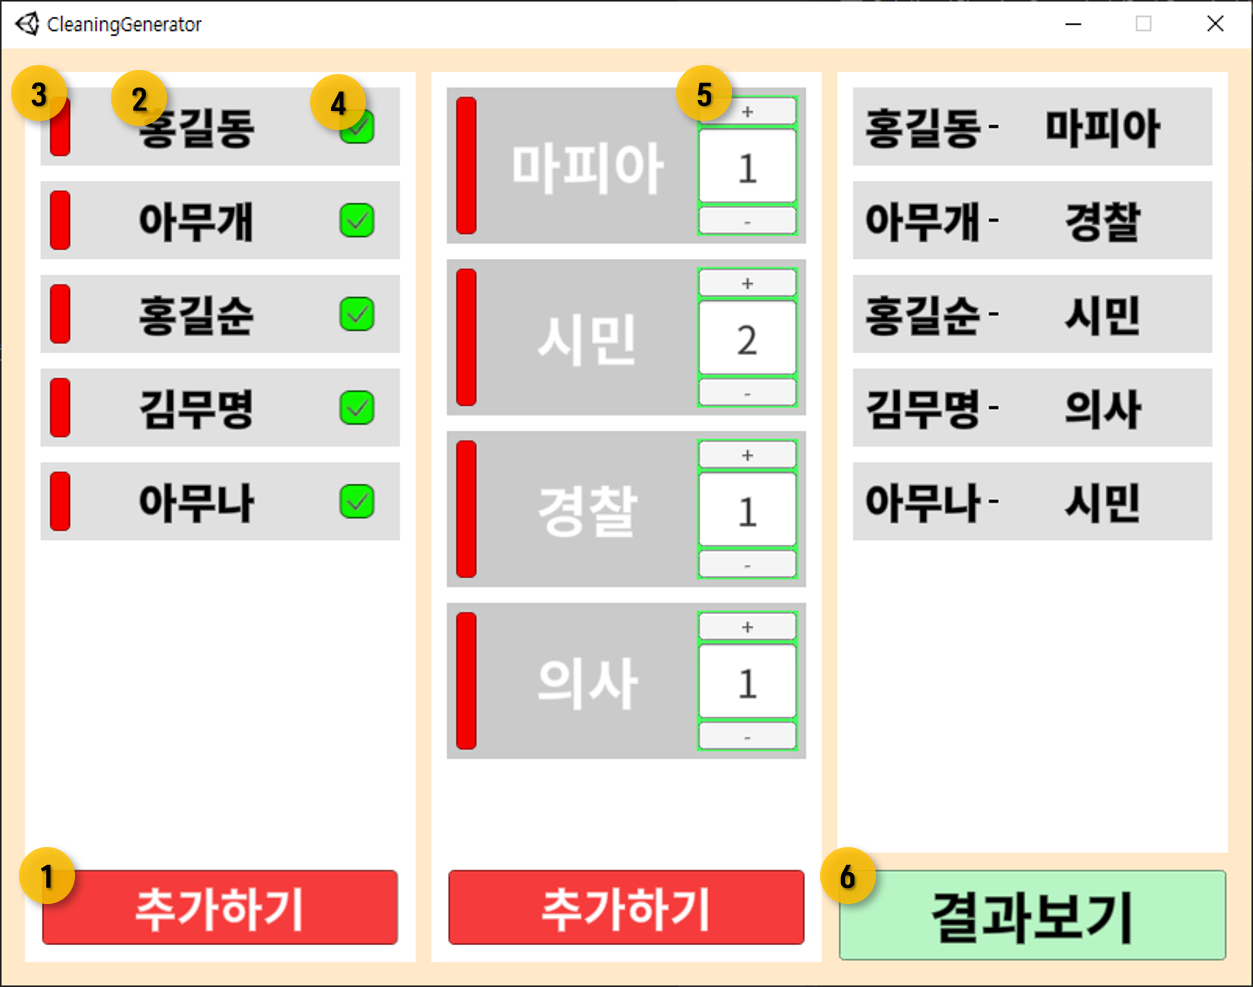 CleaningGenerator
3
2
4
홍길동
아무개
홍길순
김무명
아무나
1
추가하기
5
마피아
+
1
-
시민
+
2
-
경찰
+
1
-
의사
+
1
-
추가하기
홍길동 - 마피아
아무개 - 경찰
홍길순 - 시민
김무명 - 의사
아무나 - 시민
6
결과보기